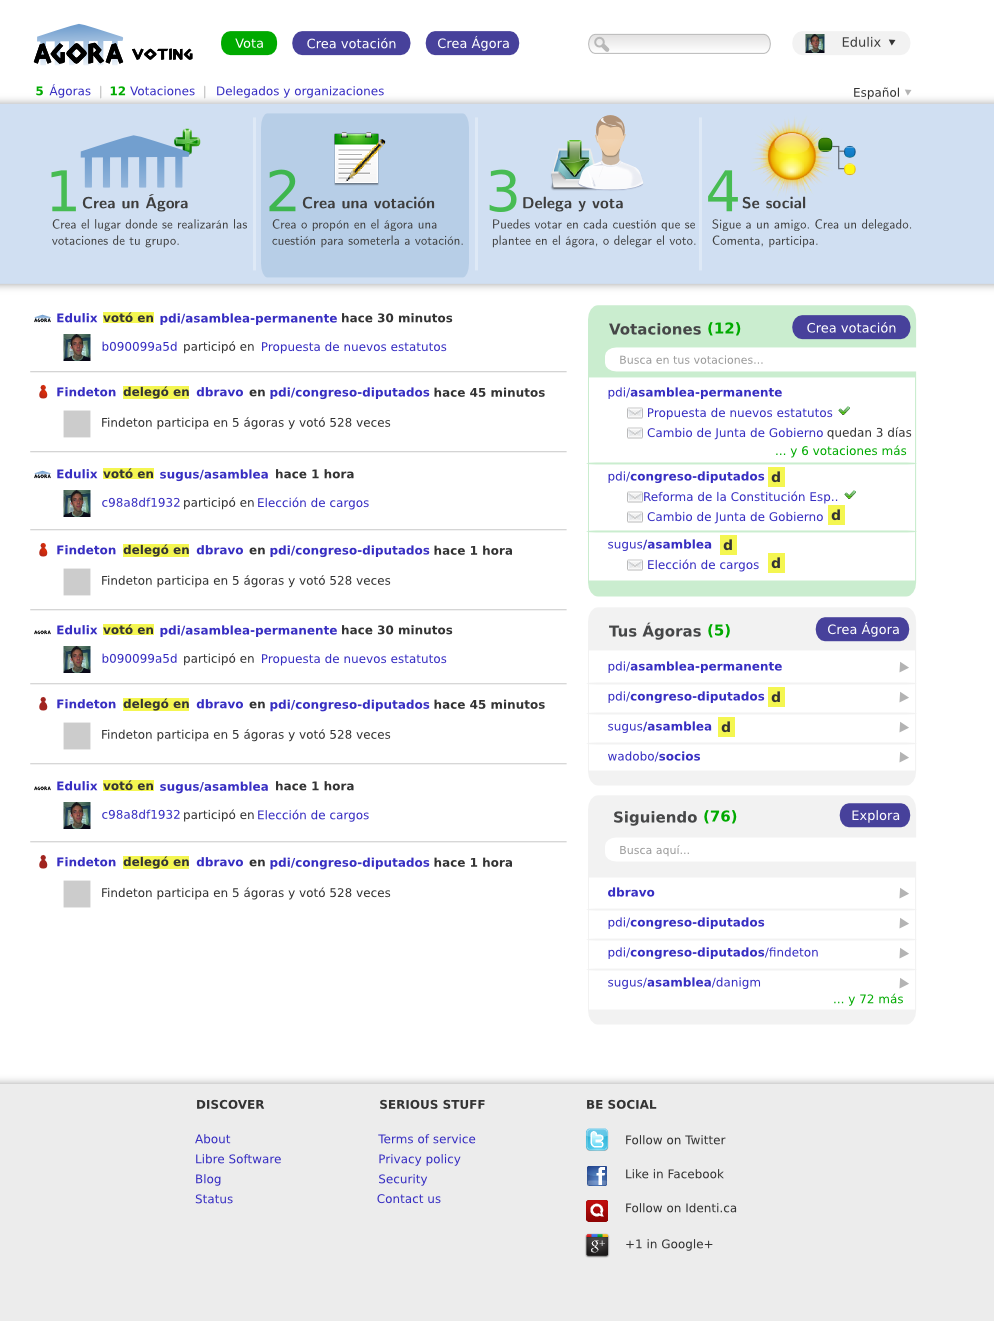 AGORA VOTING
Vota
Crea votación
Crea Ágora
Edulix ▼
5 Ágoras | 12 Votaciones | Delegados y organizaciones
Español ▼
1 Crea un Ágora
Crea el lugar donde se realizarán las
votaciones de tu grupo.
2 Crea una votación
Crea o propón en el ágora una
cuestión para someterla a votación.
3 Delega y vota
Puedes votar en cada cuestión que se
plantee en el ágora, o delegar el voto.
4 Se social
Sigue a un amigo. Crea un delegado.
Comenta, participa.
AGORA Edulix votó en pdi/asamblea-permanente hace 30 minutos
b090099a5d participó en Propuesta de nuevos estatutos
Findeton delegó en dbravo en pdi/congreso-diputados hace 45 minutos
Findeton participa en 5 ágoras y votó 528 veces
AGORA Edulix votó en sugus/asamblea hace 1 hora
c98a8df1932 participó en Elección de cargos
Findeton delegó en dbravo en pdi/congreso-diputados hace 1 hora
Findeton participa en 5 ágoras y votó 528 veces
AGORA Edulix votó en pdi/asamblea-permanente hace 30 minutos
b090099a5d participó en Propuesta de nuevos estatutos
Findeton delegó en dbravo en pdi/congreso-diputados hace 45 minutos
Findeton participa en 5 ágoras y votó 528 veces
AGORA Edulix votó en sugus/asamblea hace 1 hora
c98a8df1932 participó en Elección de cargos
Findeton delegó en dbravo en pdi/congreso-diputados hace 1 hora
Findeton participa en 5 ágoras y votó 528 veces
Votaciones (12)
Crea votación
Busca en tus votaciones...
pdi/asamblea-permanente
Propuesta de nuevos estatutos
Cambio de Junta de Gobierno quedan 3 días
... y 6 votaciones más
pdi/congreso-diputados d
Reforma de la Constitución Esp..
Cambio de Junta de Gobierno d
sugus/asamblea d
Elección de cargos d
Tus Ágoras (5)
Crea Ágora
pdi/asamblea-permanente
pdi/congreso-diputados d
sugus/asamblea d
wadobo/socios
Siguiendo (76)
Explora
Busca aquí...
dbravo
pdi/congreso-diputados
pdi/congreso-diputados/findeton
sugus/asamblea/danigm
... y 72 más
DISCOVER
About
Libre Software
Blog
Status
SERIOUS STUFF
Terms of service
Privacy policy
Security
Contact us
BE SOCIAL
Follow on Twitter
Like in Facebook
Follow on Identi.ca
+1 in Google+